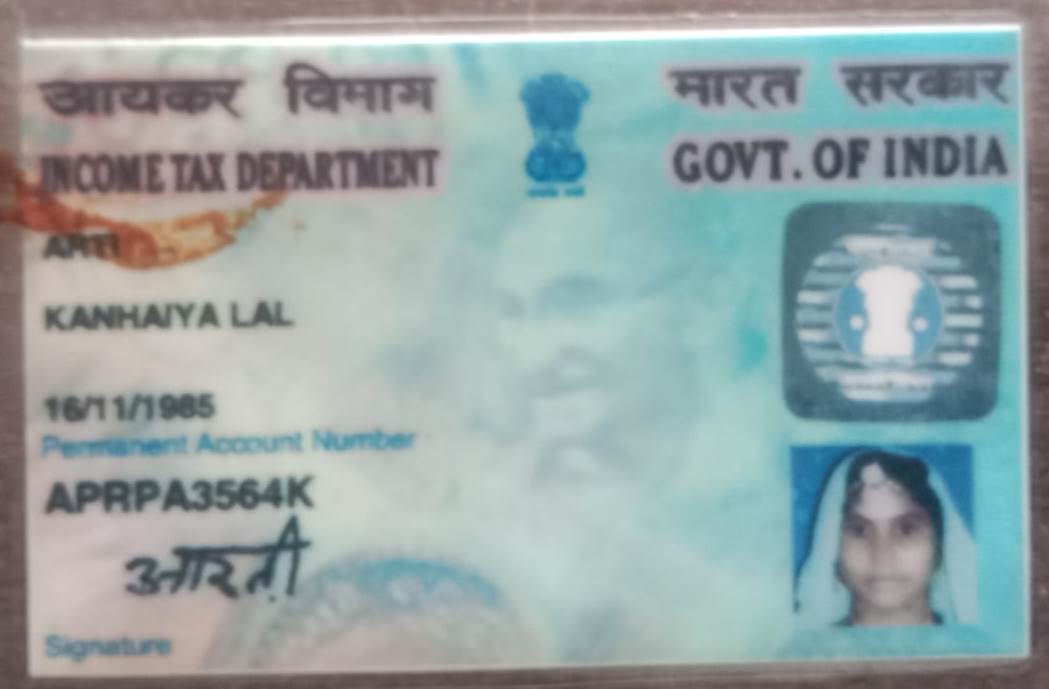 आयकर विभाग
भारत सरकार
INCOME TAX DEPARTMENT
GOVT. OF INDIA
ARTI
KANHAIYA LAL
16/11/1985
Permanent Account Number
APRPA3564K
आरती
Signature